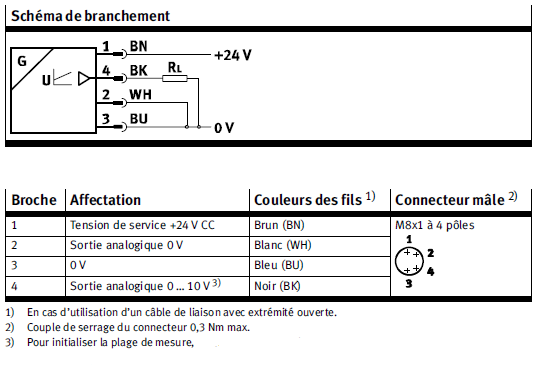 Schéma de branchement
1 BN
+24 V
G
4 BK RL
U
2 WH
3 BU
0 V
Broche Affectation Couleurs des fils 1) Connecteur mâle 2)
1 Tension de service +24 V CC Brun (BN) M8x1 à 4 pôles
2 Sortie analogique 0 V Blanc (WH)
3 0 V Bleu (BU)
4 Sortie analogique 0 ... 10 V 3) Noir (BK)
1
2
4
3
1) En cas d'utilisation d'un câble de liaison avec extrémité ouverte.
2) Couple de serrage du connecteur 0,3 Nm max.
3) Pour initialiser la plage de mesure,